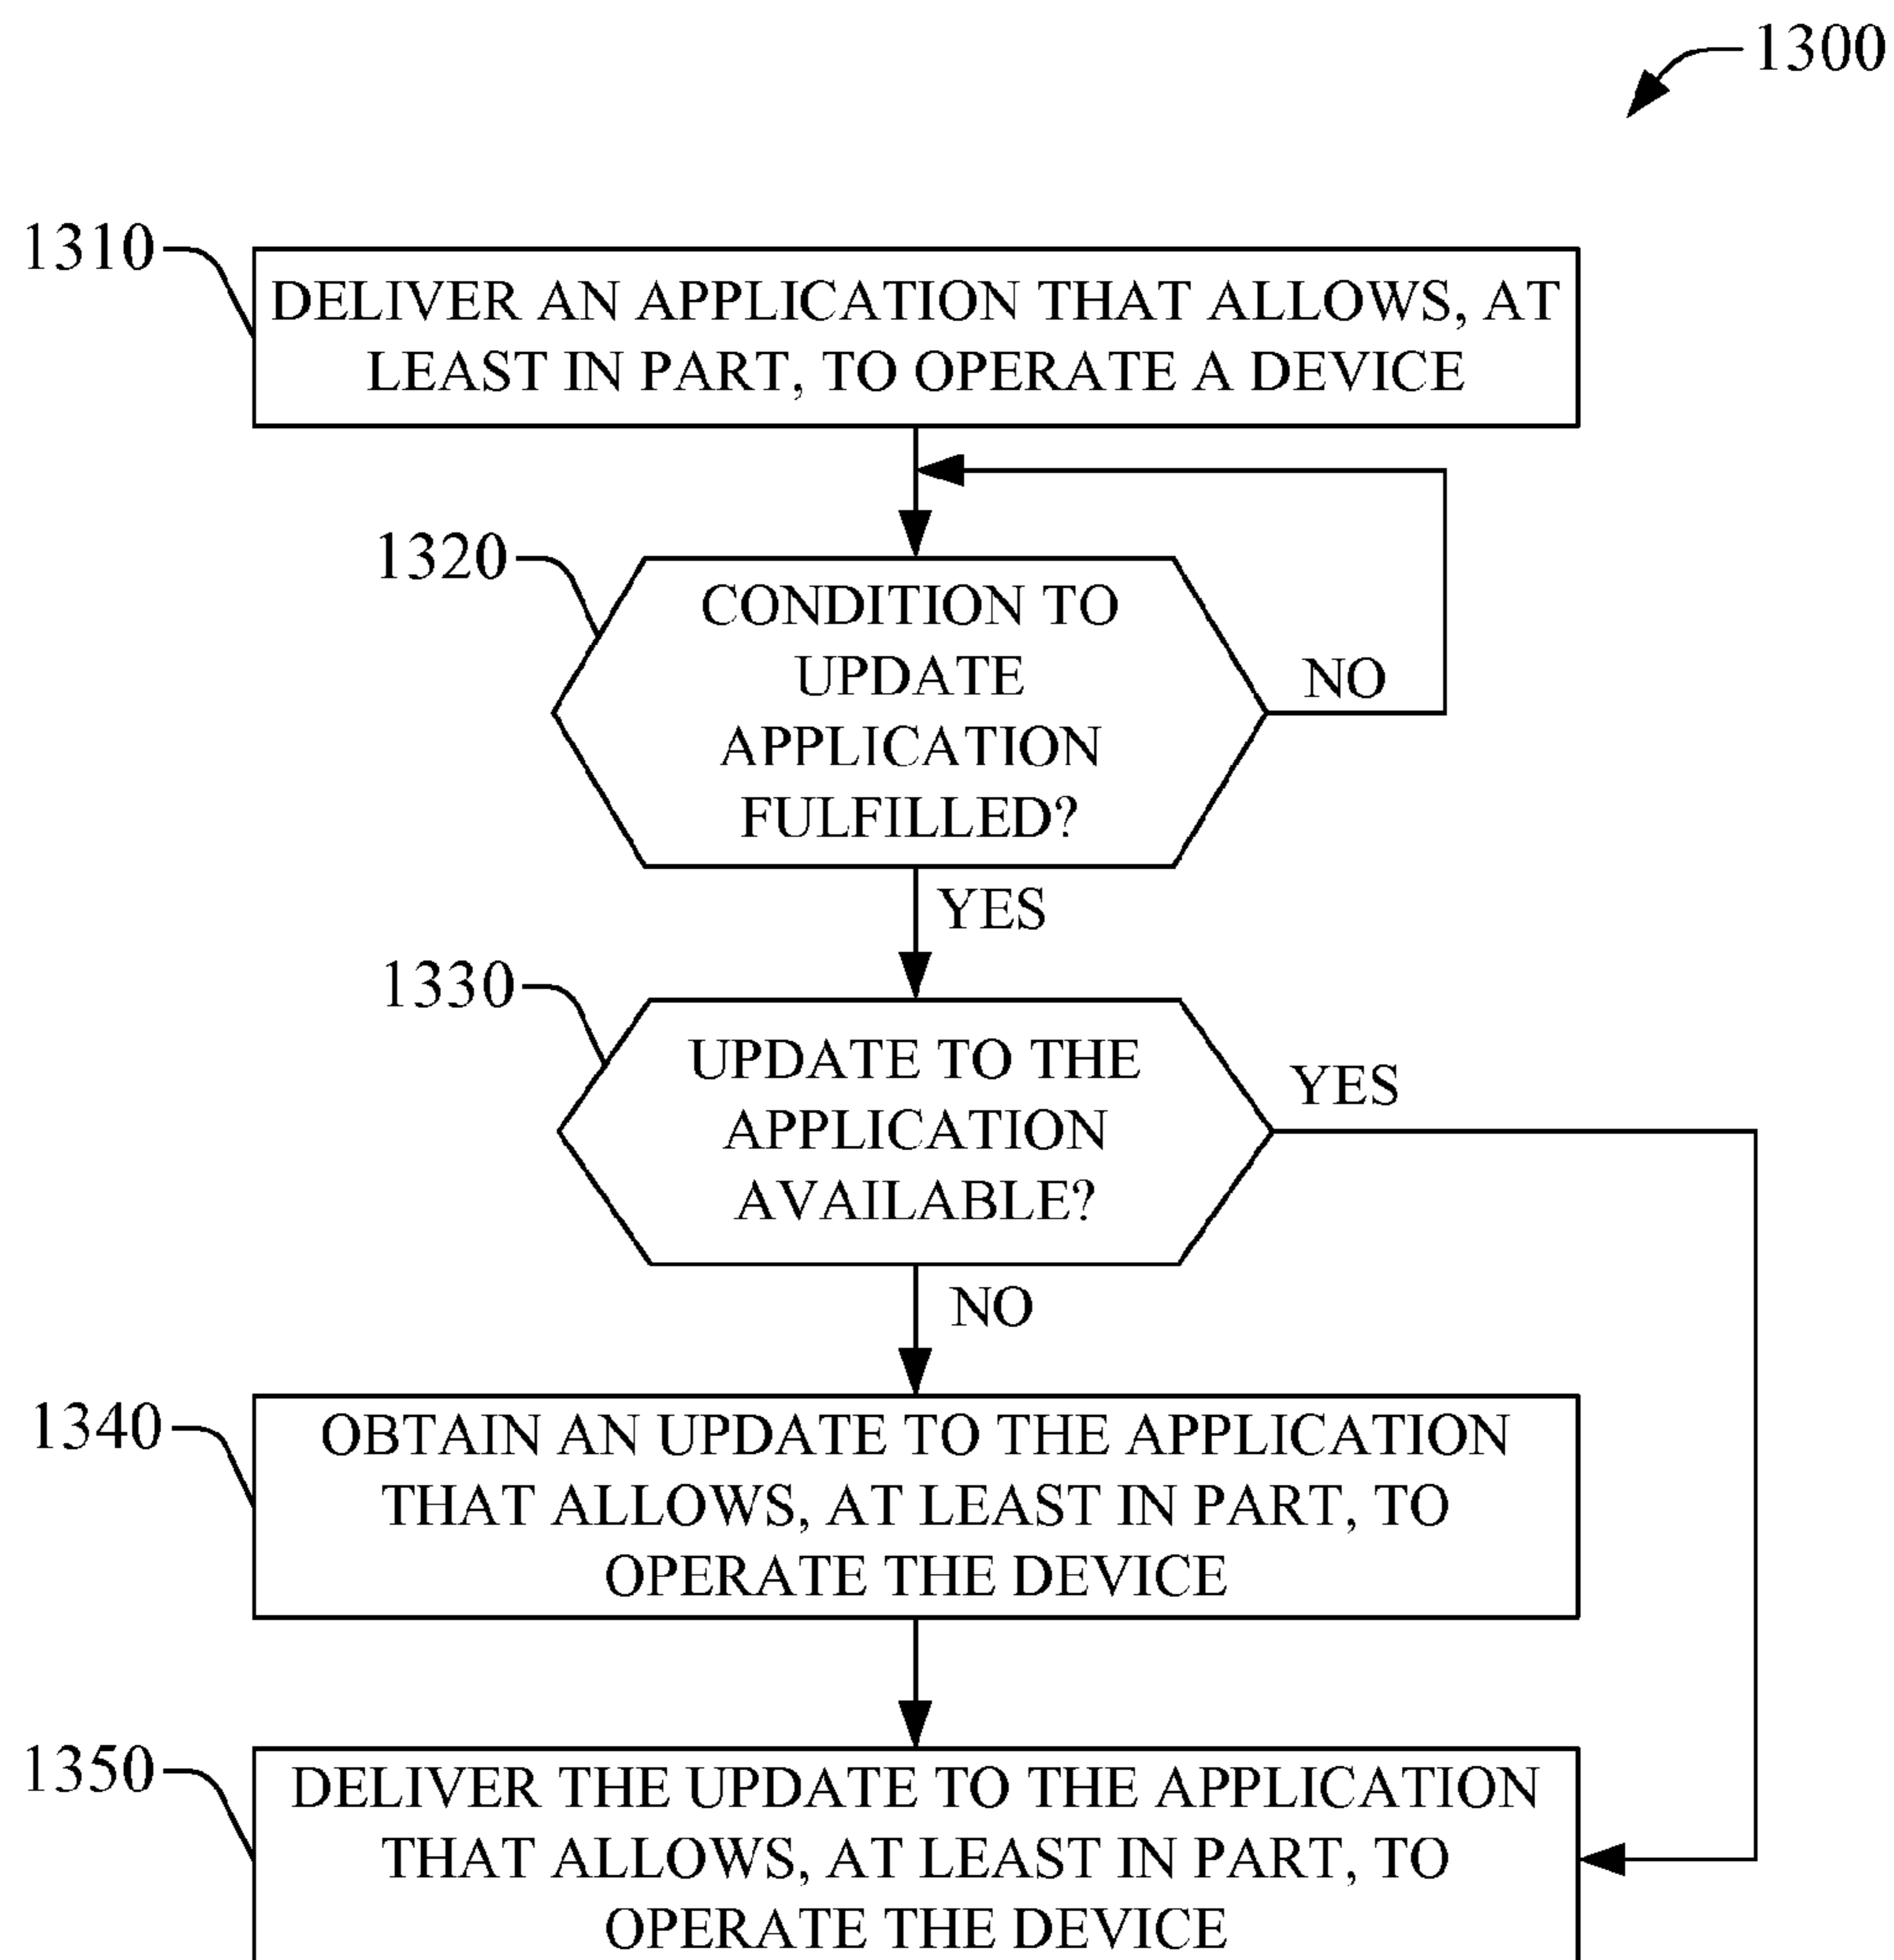 1300
1310
DELIVER AN APPLICATION THAT ALLOWS, AT
LEAST IN PART, TO OPERATE A DEVICE
1320
CONDITION TO
UPDATE
APPLICATION
FULFILLED?
NO
YES
1330
UPDATE TO THE
APPLICATION
AVAILABLE?
YES
NO
1340
OBTAIN AN UPDATE TO THE APPLICATION
THAT ALLOWS, AT LEAST IN PART, TO
OPERATE THE DEVICE
1350
DELIVER THE UPDATE TO THE APPLICATION
THAT ALLOWS, AT LEAST IN PART, TO
OPERATE THE DEVICE